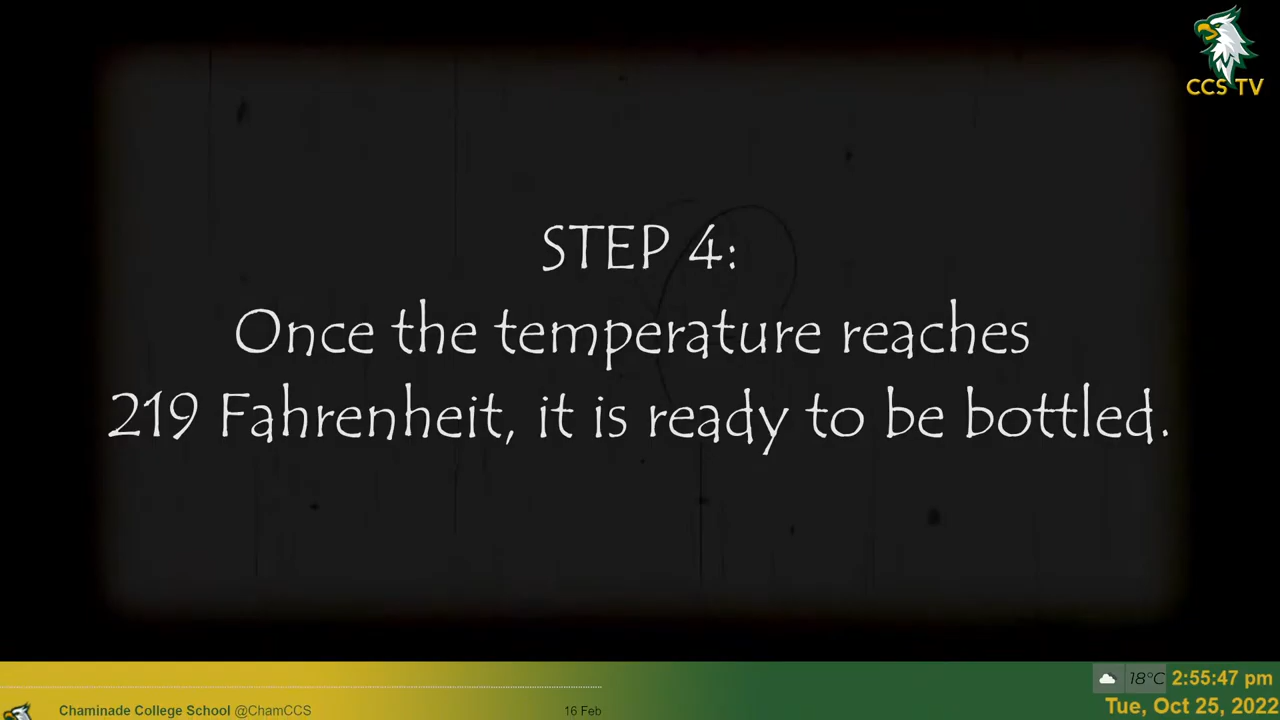 CCS TV
STEP 4:
Once the temperature reaches
219 Fahrenheit, it is ready to be bottled.
18°C 2:55:47 pm
Chaminade College School @ChamCCS 16 Feb
Tue, Oct 25, 2022